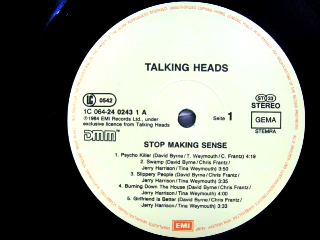 TALKING HEADS
LC 0542
1C 064-24 0243 1 A
℗1984 EMI Records Ltd., under
exclusive licence from Talking Heads
DMM
ST 33
STEREO
Seite 1
GEMA
STEMRA
STOP MAKING SENSE
1. Psycho Killer (David Byrne/T. Weymouth/C. Frantz) 4:19
2. Swamp (David Byrne/Chris Frantz/
Jerry Harrison/Tina Weymouth) 3:50
3. Slippery People (David Byrne/Chris Frantz/
Jerry Harrison/Tina Weymouth) 3:35
4. Burning Down The House (David Byrne/Chris Frantz/
Jerry Harrison/Tina Weymouth) 4:00
5. Girlfriend is Better (David Byrne/Chris Frantz/
Jerry Harrison/Tina Weymouth) 3:33
EMI